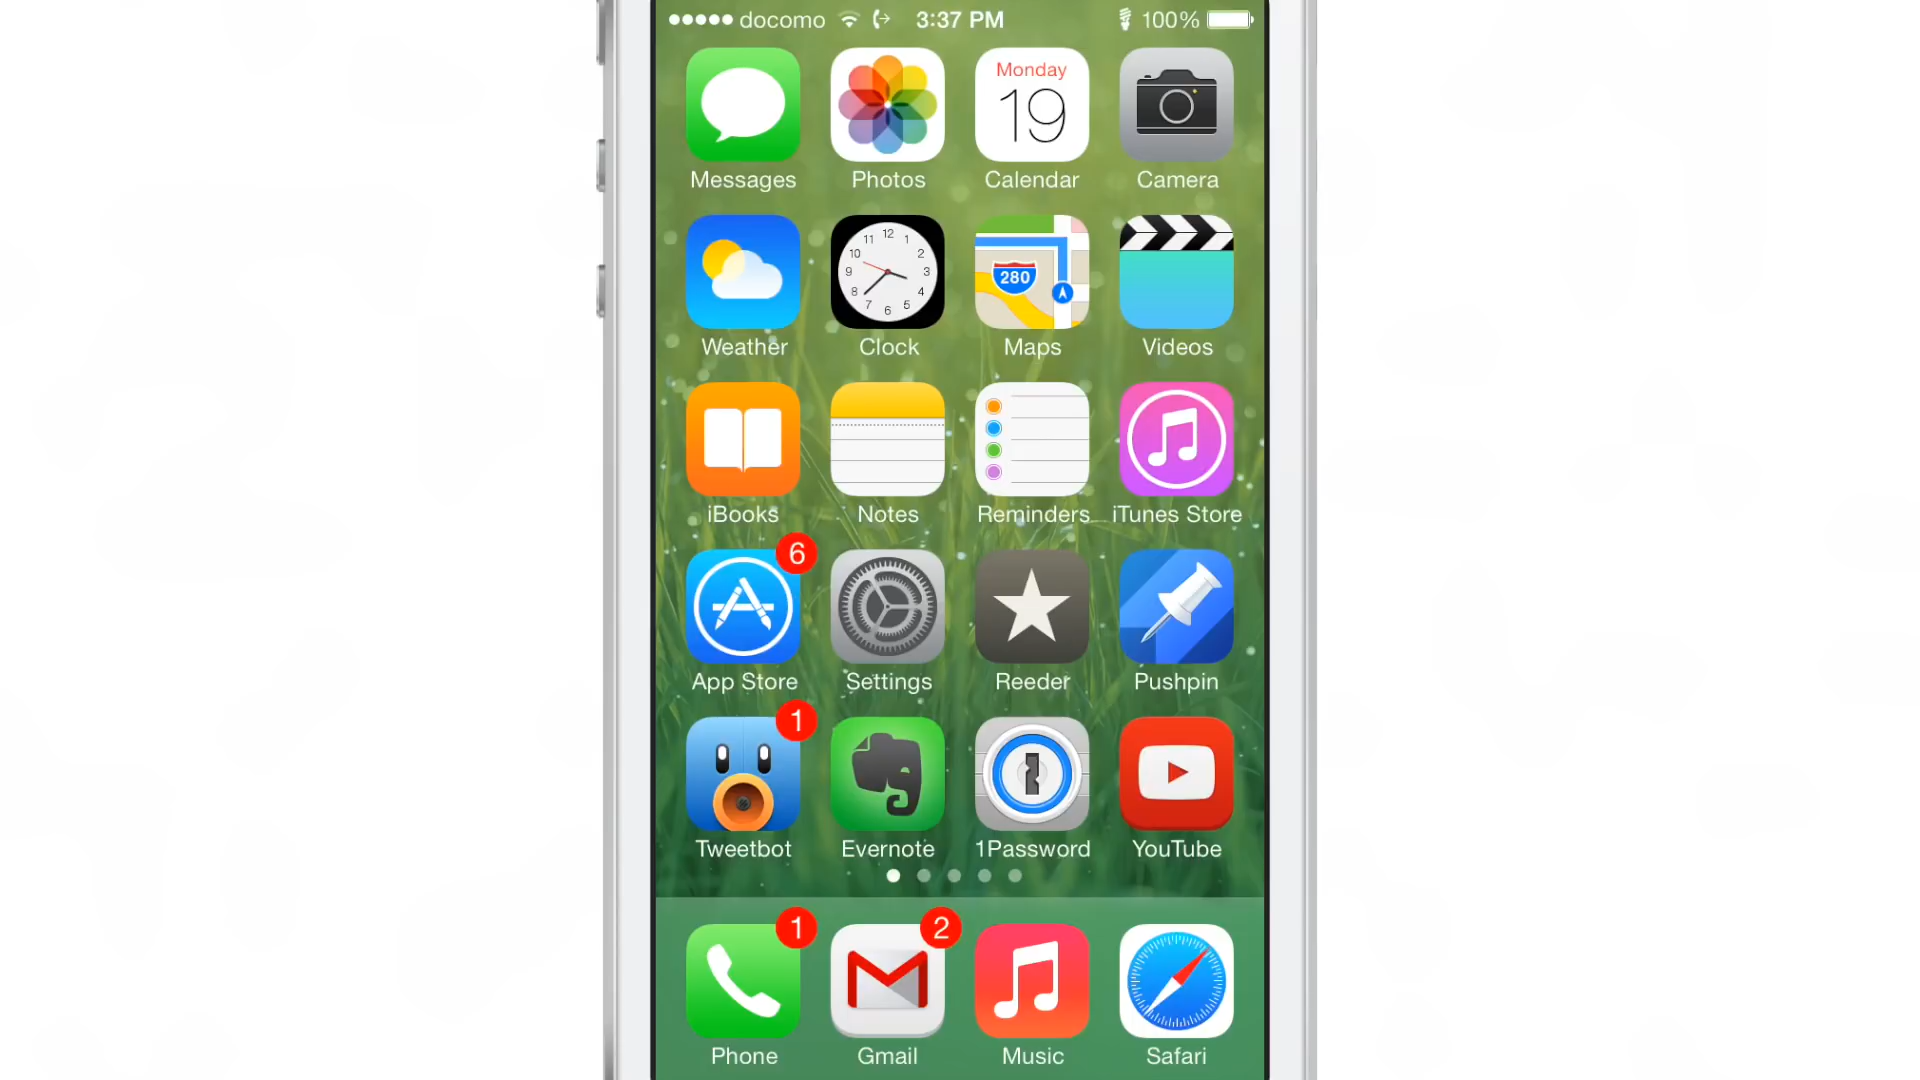 docomo 3:37 PM 100%
Monday
19
Messages Photos Calendar Camera
12
11 1
10 2
280
9 3
8 4
7 5
6
Weather Clock Maps Videos
iBooks Notes Reminders iTunes Store
6
App Store Settings Reeder Pushpin
1
Tweetbot Evernote 1Password YouTube
1 2
Phone Gmail Music Safari